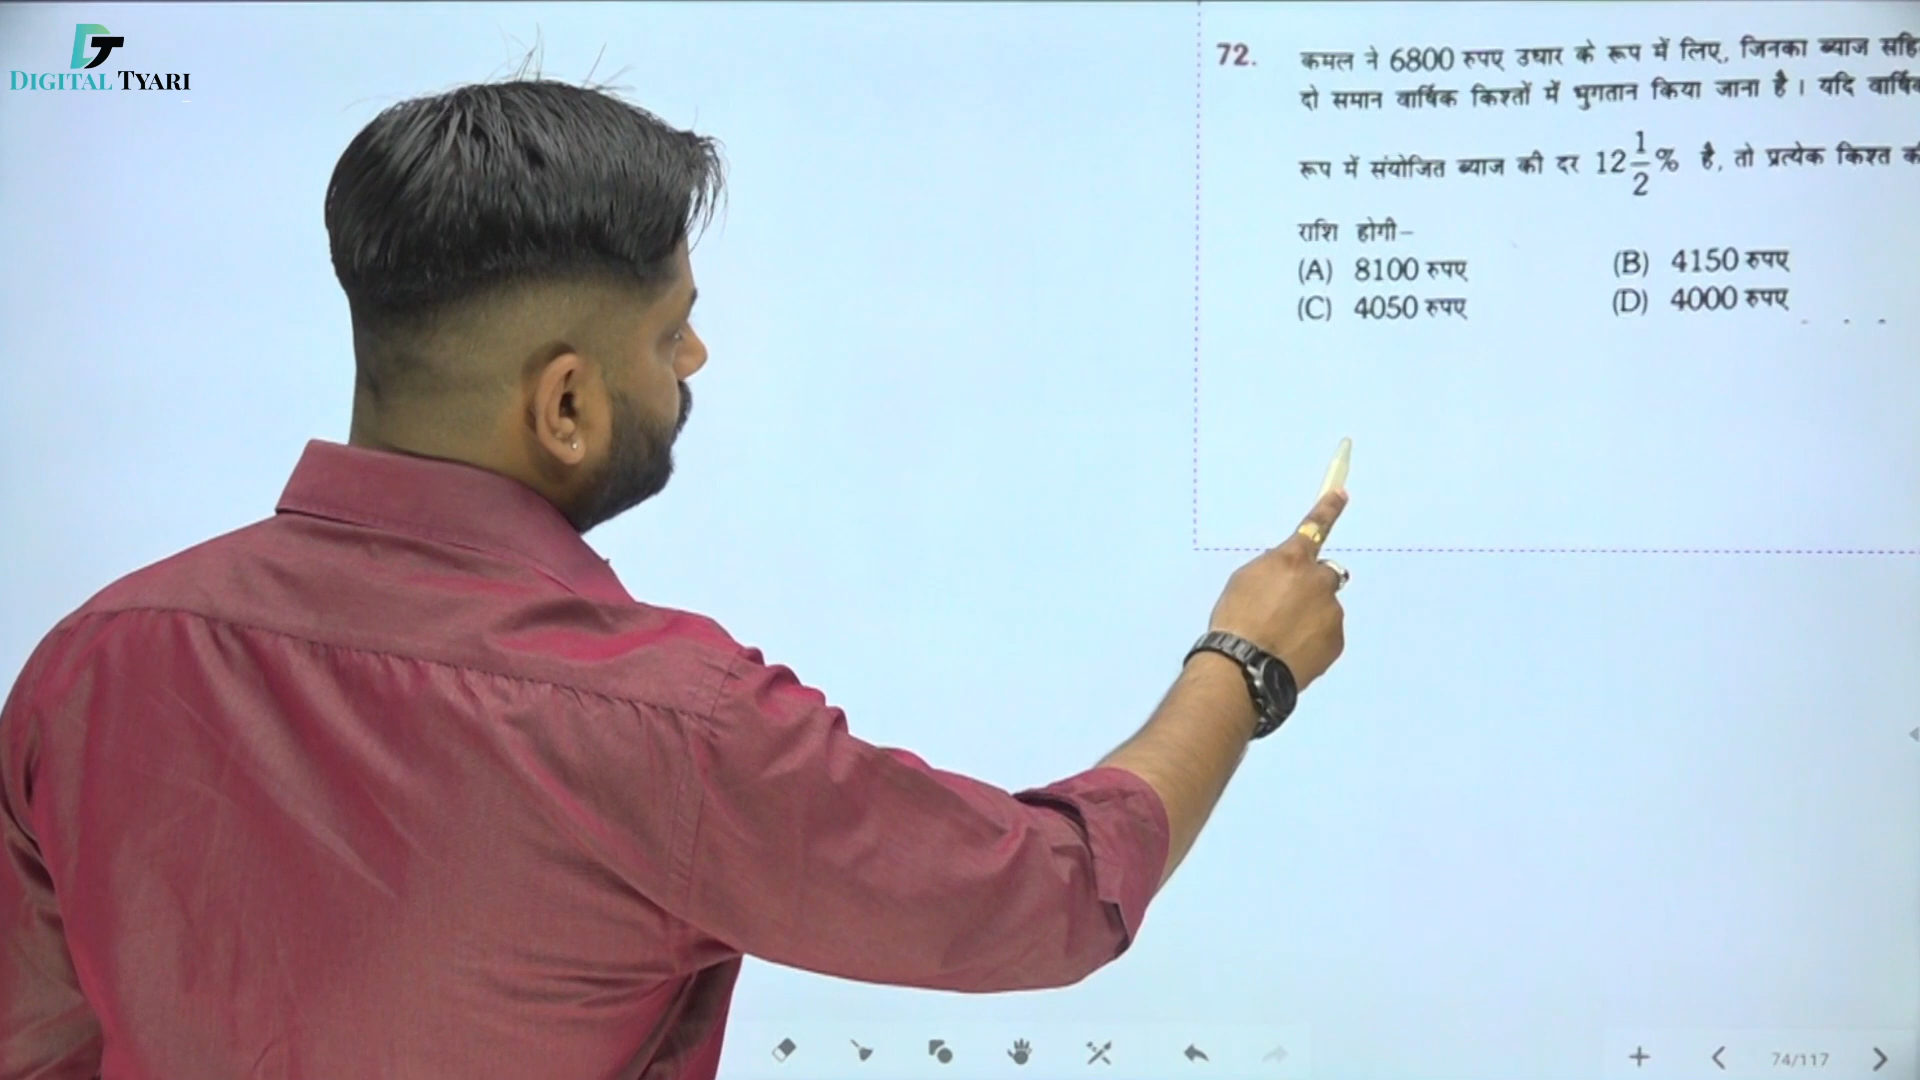 DIGITAL TYARI
72. कमल ने 6800 रुपए उधार के रूप में लिए, जिनका ब्याज
दो समान वार्षिक किश्तों में भुगतान किया जाना है । यदि
रूप में संयोजित ब्याज की दर 12 1/2 % है, तो प्रत्येक किश्त
राशि होगी–
(A) 8100 रुपए (B) 4150 रुपए
(C) 4050 रुपए (D) 4000 रुपए
74/117